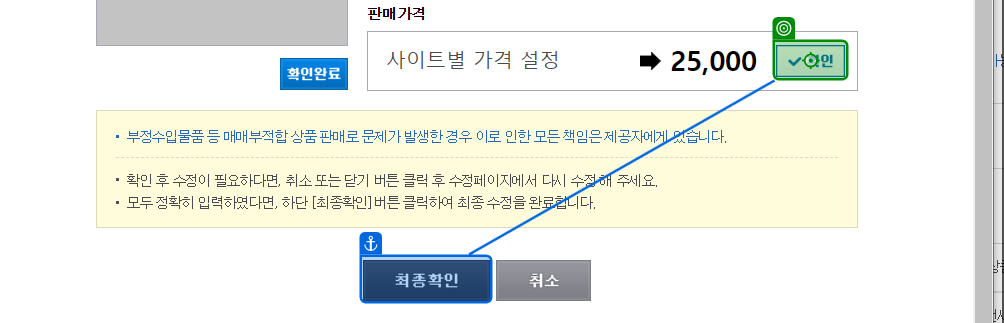 판매가격
사이트별 가격 설정 25,000
확인완료
부정수입물품 등 매매부적합 상품 판매로 문제가 발생한 경우 이로 인한 모든 책임은 제공자에게 있습니다.
확인 후 수정이 필요하다면, 취소 또는 닫기 버튼 클릭 후 수정페이지에서 다시 수정 해 주세요.
모두 정확히 입력하였다면, 하단 [최종확인] 버튼 클릭하여 최종 수정을 완료합니다.
최종확인 취소